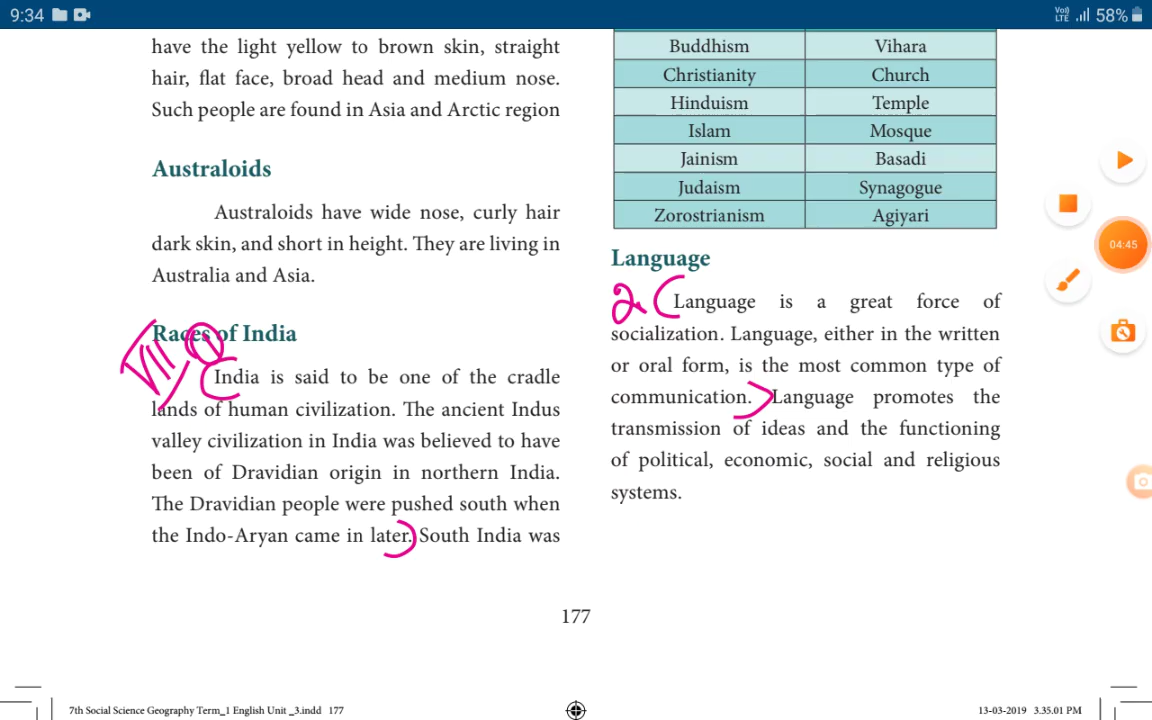 9:34
Vo)) LTE 58%
have the light yellow to brown skin, straight
hair, flat face, broad head and medium nose.
Such people are found in Asia and Arctic region
Australoids
Australoids have wide nose, curly hair
dark skin, and short in height. They are living in
Australia and Asia.
VII 1
Races of India
India is said to be one of the cradle
lands of human civilization. The ancient Indus
valley civilization in India was believed to have
been of Dravidian origin in northern India.
The Dravidian people were pushed south when
the Indo-Aryan came in later. South India was
Buddhism Vihara
Christianity Church
Hinduism Temple
Islam Mosque
Jainism Basadi
Judaism Synagogue
Zorostrianism Agiyari
Language
2. Language is a great force of
socialization. Language, either in the written
or oral form, is the most common type of
communication. Language promotes the
transmission of ideas and the functioning
of political, economic, social and religious
systems.
04:45
177
7th Social Science Geography Term_1 English Unit _3.indd 177
13-03-2019 3.35.01 PM